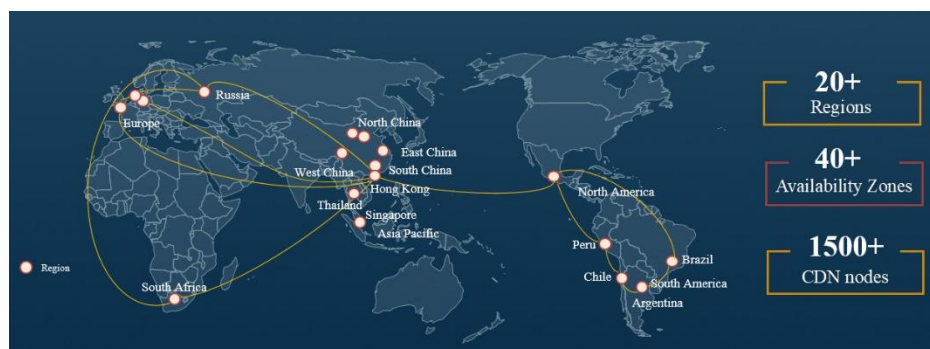 Russia
Europe
North China
East China
West China
South China
Hong Kong
Thailand
Singapore
Asia Pacific
South Africa
Region
North America
Peru
Brazil
Chile
South America
Argentina
20+
Regions
40+
Availability Zones
1500+
CDN nodes